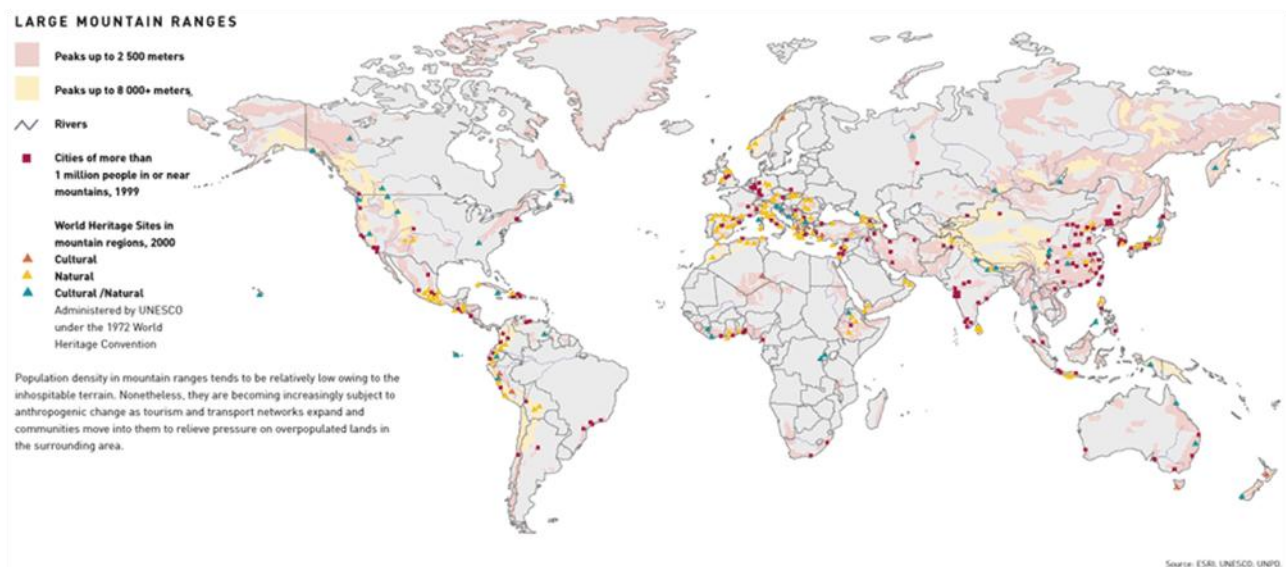 LARGE MOUNTAIN RANGES
Peaks up to 2 500 meters
Peaks up to 8 000+ meters
Rivers
Cities of more than
1 million people in or near
mountains, 1999
World Heritage Sites in
mountain regions, 2000
Cultural
Natural
Cultural /Natural
Administered by UNESCO
under the 1972 World
Heritage Convention
Population density in mountain ranges tends to be relatively low owing to the
inhospitable terrain. Nonetheless, they are becoming increasingly subject to
anthropogenic change as tourism and transport networks expand and
communities move into them to relieve pressure on overpopulated lands in
the surrounding area.
Source: ESRI, UNESCO, UNPD.